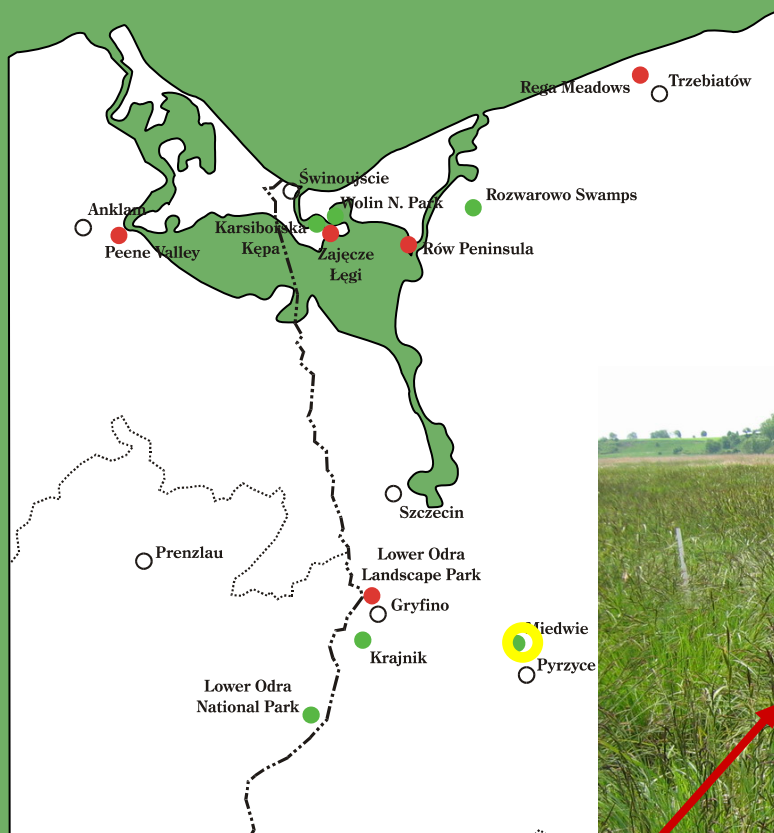 Rega Meadows
Trzebiatów
Świnoujście
Wolin N. Park
Rozwarowo Swamps
Anklam
Karsiborska
Kępa
Peene Valley
Zajęcze
Łęgi
Rów Peninsula
Szczecin
Prenzlau
Lower Odra
Landscape Park
Gryfino
Miedwie
Krajnik
Pyrzyce
Lower Odra
National Park